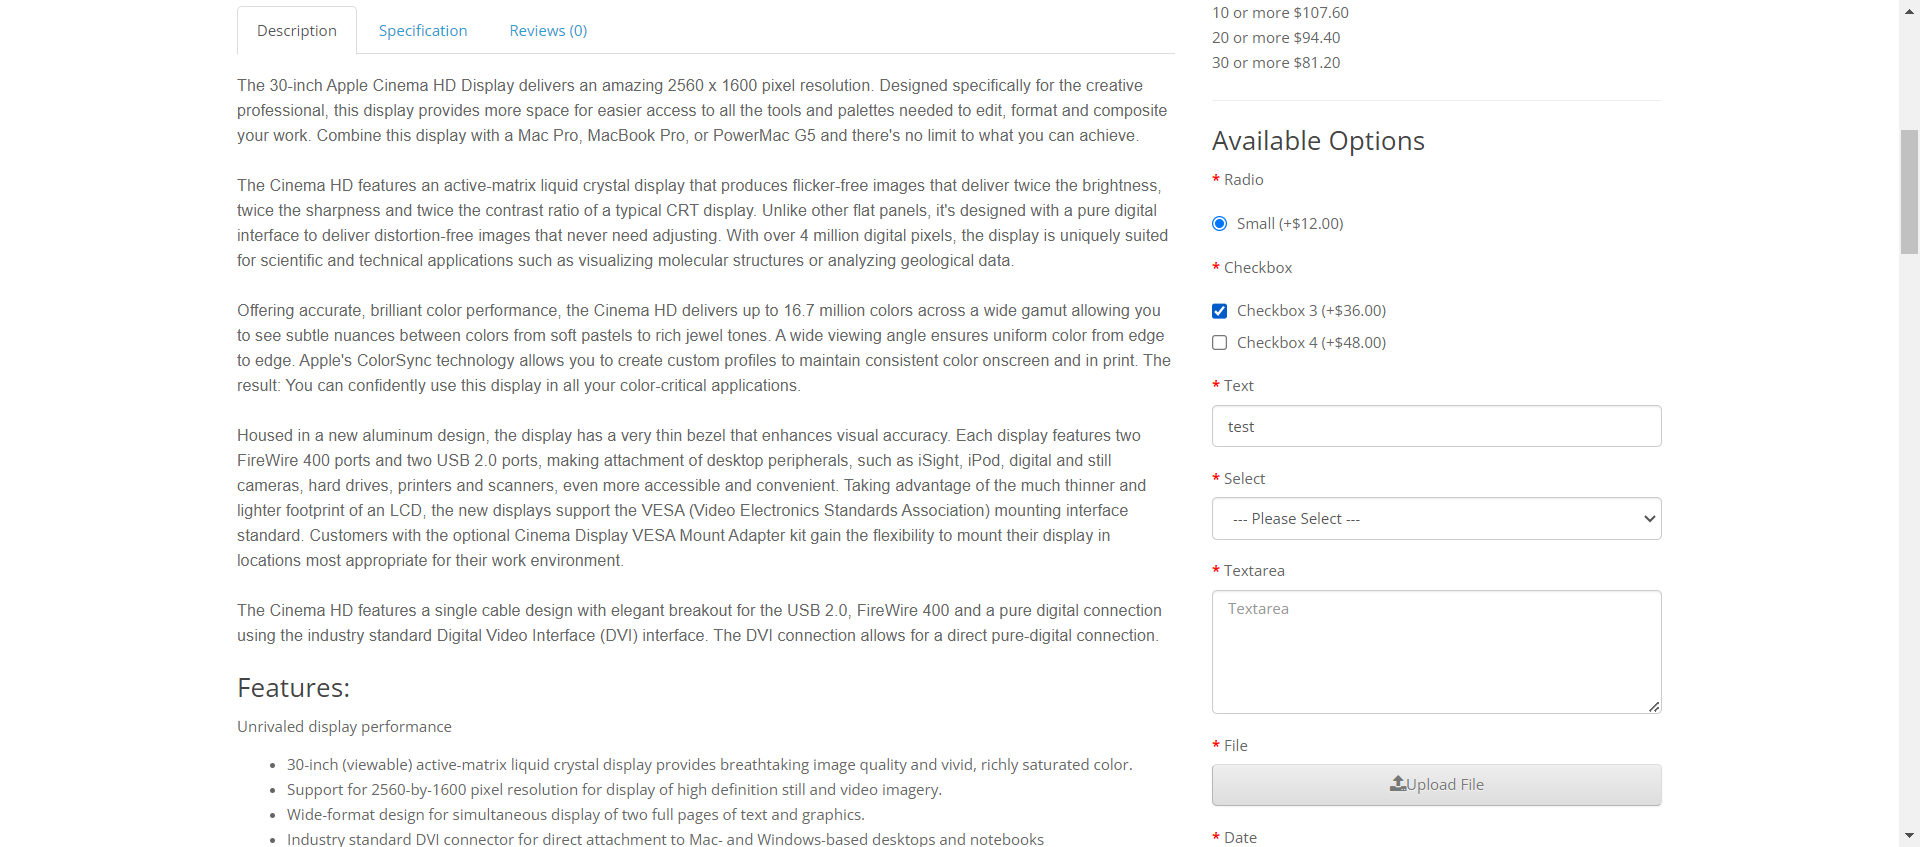 Description
Specification
Reviews (0)
The 30-inch Apple Cinema HD Display delivers an amazing 2560 x 1600 pixel resolution. Designed specifically for the creative
professional, this display provides more space for easier access to all the tools and palettes needed to edit, format and composite
your work. Combine this display with a Mac Pro, MacBook Pro, or PowerMac G5 and there's no limit to what you can achieve.
The Cinema HD features an active-matrix liquid crystal display that produces flicker-free images that deliver twice the brightness,
twice the sharpness and twice the contrast ratio of a typical CRT display. Unlike other flat panels, it's designed with a pure digital
interface to deliver distortion-free images that never need adjusting. With over 4 million digital pixels, the display is uniquely suited
for scientific and technical applications such as visualizing molecular structures or analyzing geological data.
Offering accurate, brilliant color performance, the Cinema HD delivers up to 16.7 million colors across a wide gamut allowing you
to see subtle nuances between colors from soft pastels to rich jewel tones. A wide viewing angle ensures uniform color from edge
to edge. Apple's ColorSync technology allows you to create custom profiles to maintain consistent color onscreen and in print. The
result: You can confidently use this display in all your color-critical applications.
Housed in a new aluminum design, the display has a very thin bezel that enhances visual accuracy. Each display features two
FireWire 400 ports and two USB 2.0 ports, making attachment of desktop peripherals, such as iSight, iPod, digital and still
cameras, hard drives, printers and scanners, even more accessible and convenient. Taking advantage of the much thinner and
lighter footprint of an LCD, the new displays support the VESA (Video Electronics Standards Association) mounting interface
standard. Customers with the optional Cinema Display VESA Mount Adapter kit gain the flexibility to mount their display in
locations most appropriate for their work environment.
The Cinema HD features a single cable design with elegant breakout for the USB 2.0, FireWire 400 and a pure digital connection
using the industry standard Digital Video Interface (DVI) interface. The DVI connection allows for a direct pure-digital connection.
Features:
Unrivaled display performance
• 30-inch (viewable) active-matrix liquid crystal display provides breathtaking image quality and vivid, richly saturated color.
• Support for 2560-by-1600 pixel resolution for display of high definition still and video imagery.
• Wide-format design for simultaneous display of two full pages of text and graphics.
• Industry standard DVI connector for direct attachment to Mac- and Windows-based desktops and notebooks
10 or more $107.60
20 or more $94.40
30 or more $81.20
Available Options
* Radio
Small (+$12.00)
* Checkbox
Checkbox 3 (+$36.00)
Checkbox 4 (+$48.00)
* Text
test
* Select
--- Please Select ---
* Textarea
Textarea
* File
Upload File
* Date